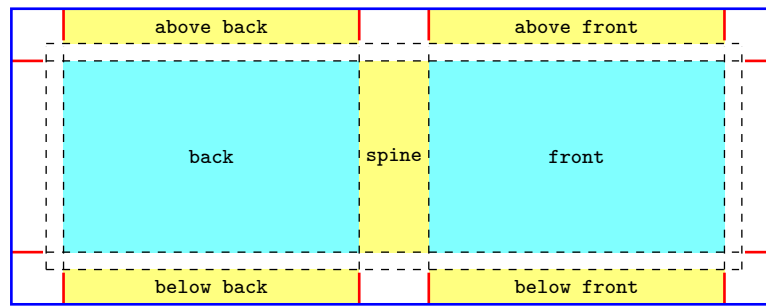 above back
above front
back
spine
front
below back
below front